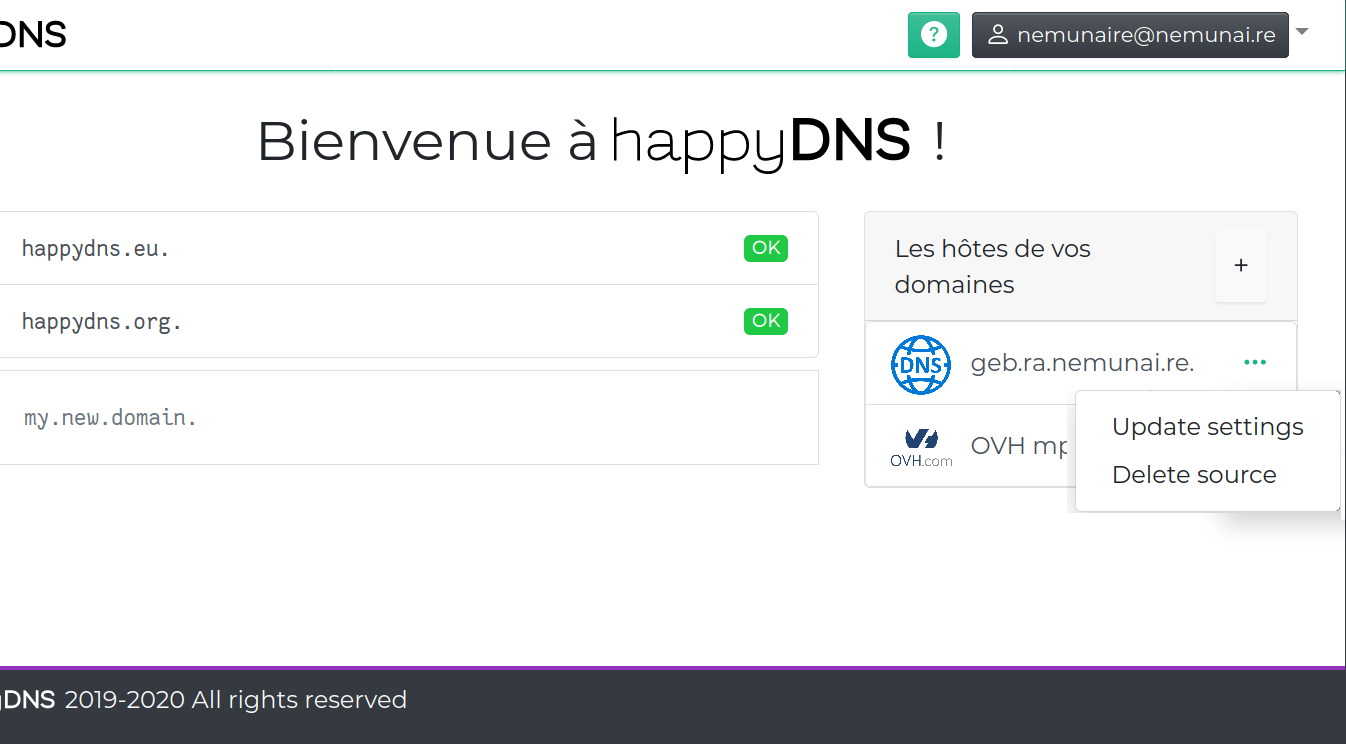 DNS
? nemunaire@nemunai.re
Bienvenue à happyDNS !
happydns.eu. OK
happydns.org. OK
my.new.domain.
Les hôtes de vos
domaines
+
DNS geb.ra.nemunai.re.
OVH.com OVH
Update settings
Delete source
DNS 2019-2020 All rights reserved